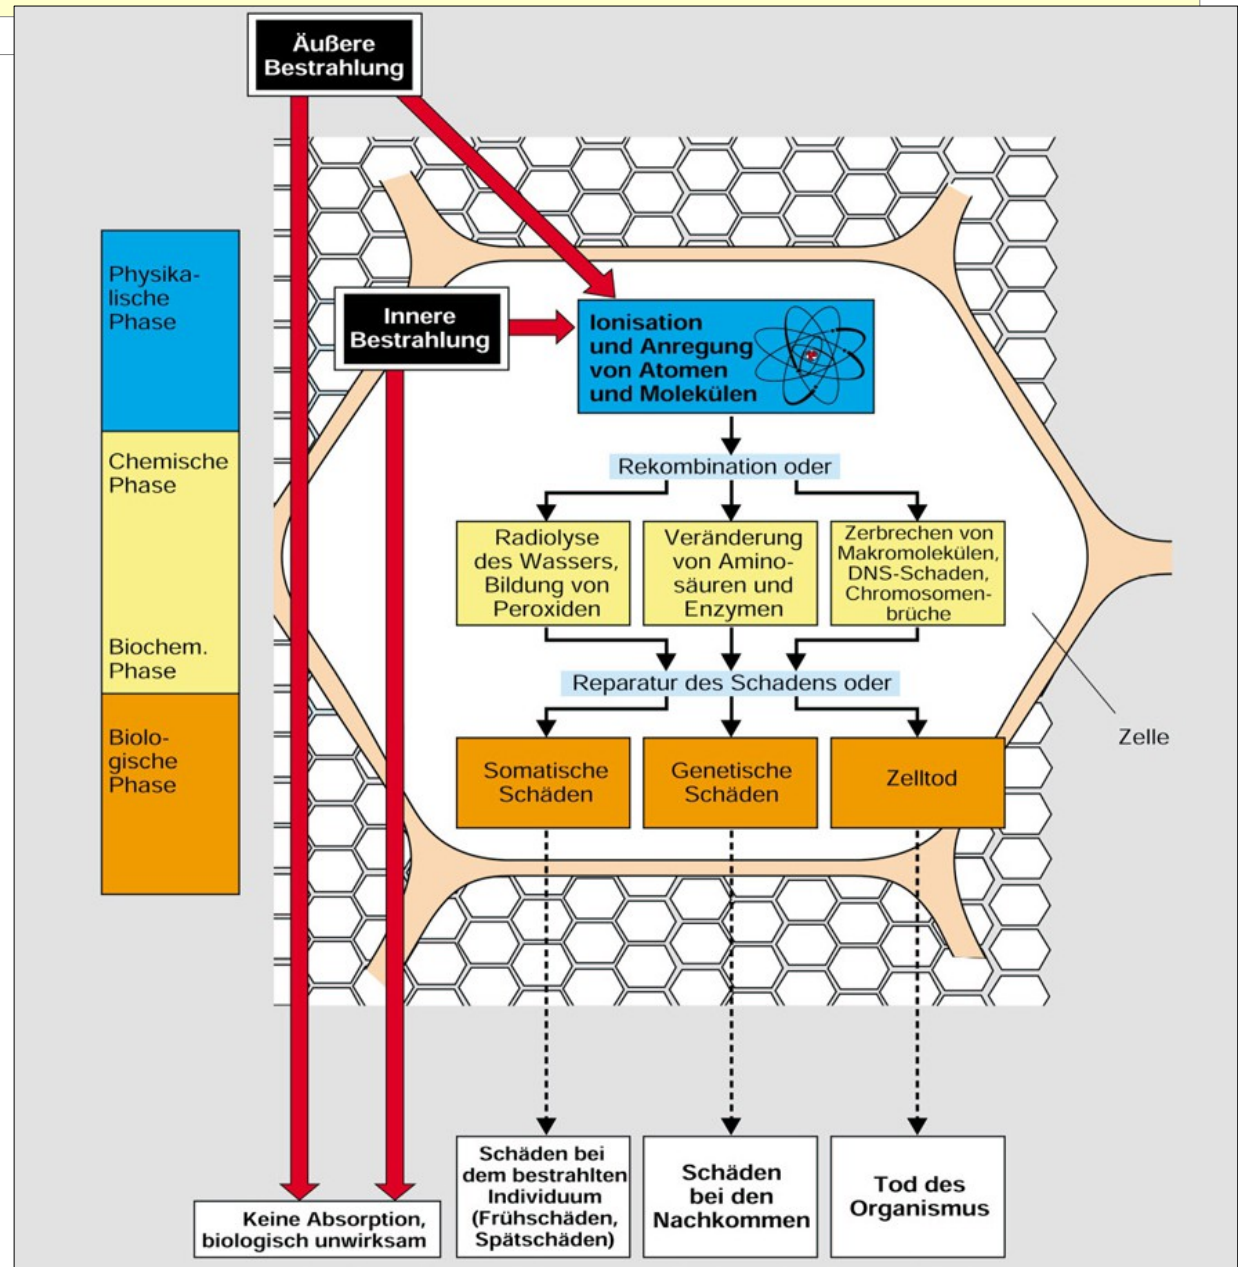 Äußere
Bestrahlung
Physika-
lische
Phase
Innere
Bestrahlung
Ionisation
und Anregung
von Atomen
und Molekülen
Chemische
Phase
Rekombination oder
Radiolyse
des Wassers,
Bildung von
Peroxiden
Veränderung
von Amino-
säuren und
Enzymen
Zerbrechen von
Makromolekülen,
DNS-Schaden,
Chromosomen-
brüche
Biochem.
Phase
Reparatur des Schadens oder
Biolo-
gische
Phase
Somatische
Schäden
Genetische
Schäden
Zelltod
Zelle
Keine Absorption,
biologisch unwirksam
Schäden bei
dem bestrahlten
Individuum
(Frühschäden,
Spätschäden)
Schäden
bei den
Nachkommen
Tod des
Organismus